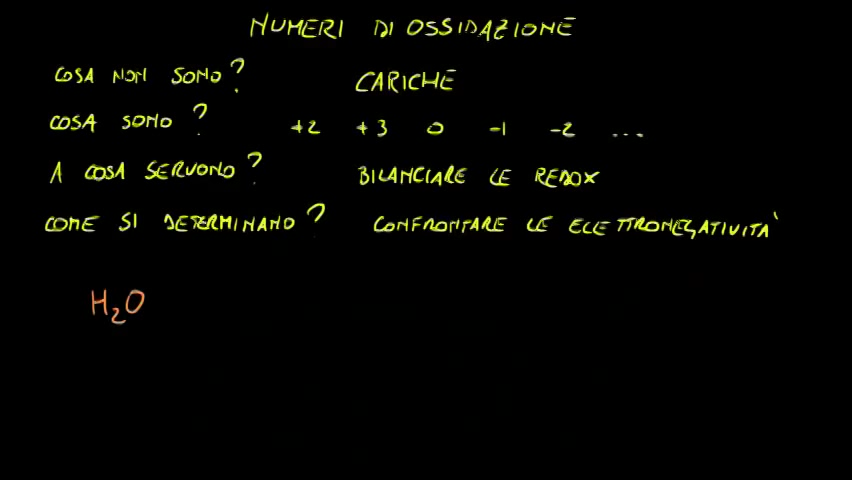 NUMERI DI OSSIDAZIONE
COSA NON SONO? CARICHE
COSA SONO? +2 +3 0 -1 -2 ...
A COSA SERVONO? BILANCIARE LE REDOX
COME SI DETERMINANO? CONFRONTARE LE ELETTRONEGATIVITA'
H₂O